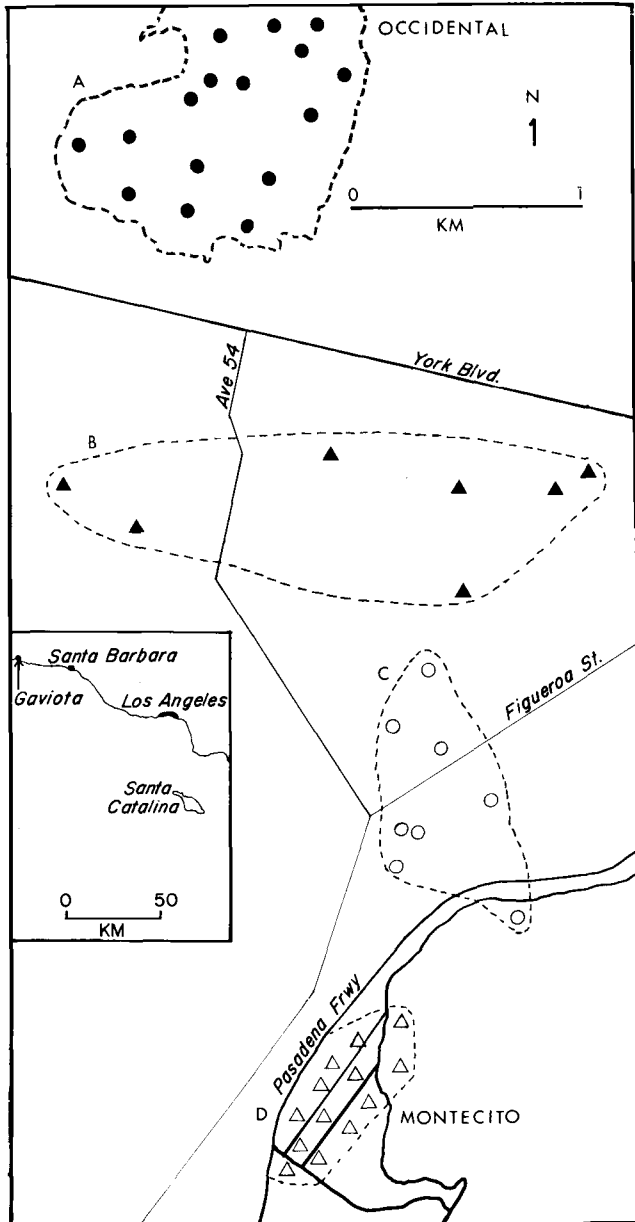 OCCIDENTAL
A
N
1
0 1
KM
York Blvd.
Ave 54
B
Santa Barbara
Gaviota
Los Angeles
Santa
Catalina
0 50
KM
C
Figueroa St.
Pasadena Frwy
D
MONTECITO